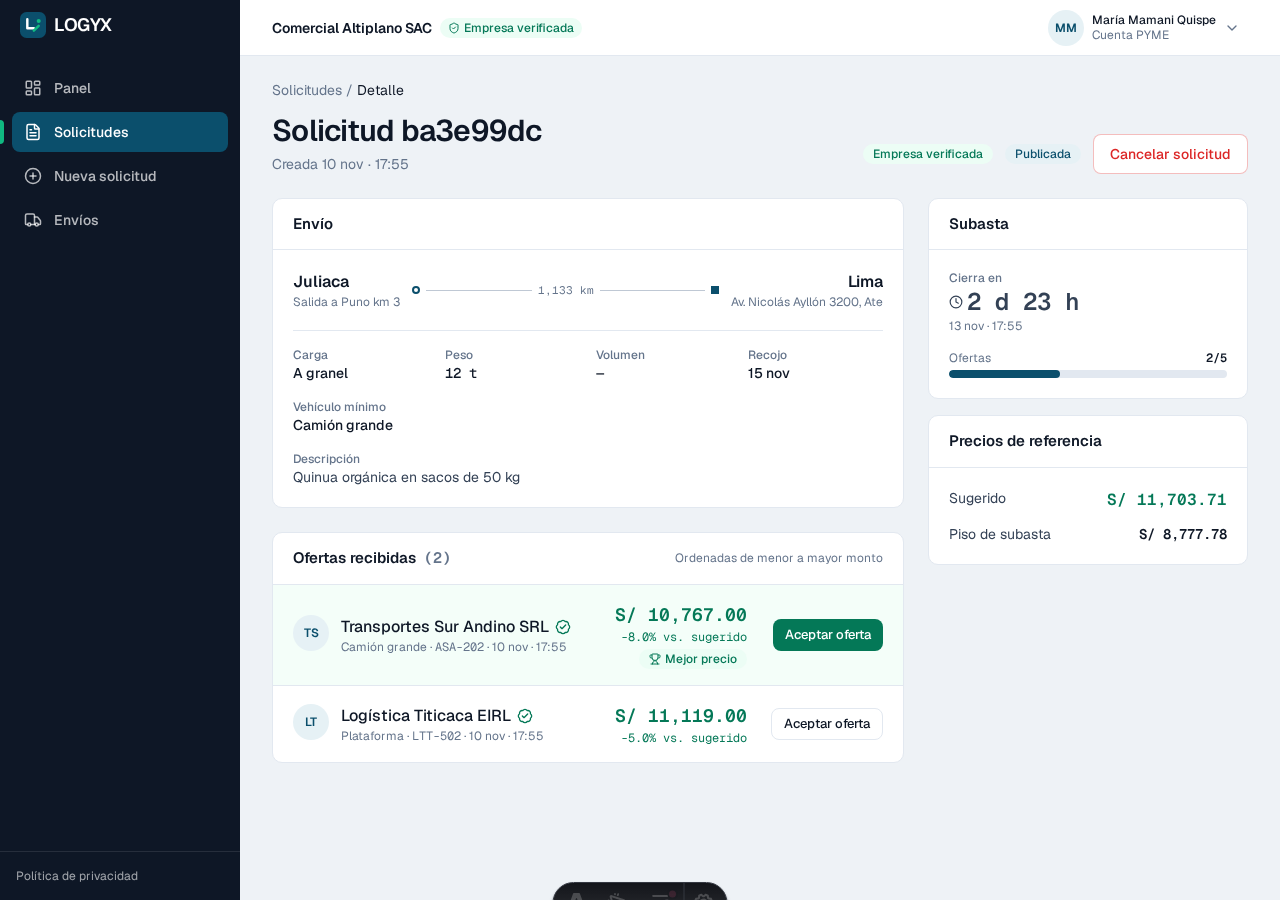 LOGYX
Comercial Altiplano SAC
Empresa verificada
MM
María Mamani Quispe
Cuenta PYME
Panel
Solicitudes
Nueva solicitud
Envíos
Solicitudes / Detalle
Solicitud ba3e99dc
Creada 10 nov · 17:55
Empresa verificada
Publicada
Cancelar solicitud
Envío
Juliaca
Salida a Puno km 3
1,133 km
Lima
Av. Nicolás Ayllón 3200, Ate
Carga
A granel
Peso
12 t
Volumen
—
Recojo
15 nov
Vehículo mínimo
Camión grande
Descripción
Quinua orgánica en sacos de 50 kg
Subasta
Cierra en
2 d 23 h
13 nov · 17:55
Ofertas 2/5
Precios de referencia
Sugerido S/ 11,703.71
Piso de subasta S/ 8,777.78
Ofertas recibidas (2)
Ordenadas de menor a mayor monto
TS
Transportes Sur Andino SRL
Camión grande · ASA-202 · 10 nov · 17:55
S/ 10,767.00
-8.0% vs. sugerido
Mejor precio
Aceptar oferta
LT
Logística Titicaca EIRL
Plataforma · LTT-502 · 10 nov · 17:55
S/ 11,119.00
-5.0% vs. sugerido
Aceptar oferta
Política de privacidad